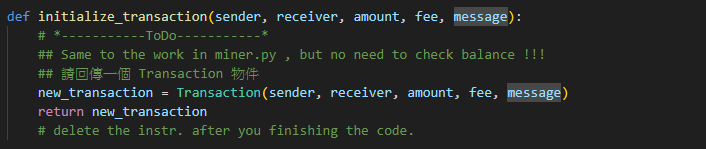 def initialize_transaction(sender, receiver, amount, fee, message):
# *-----------ToDo-----------*
## Same to the work in miner.py , but no need to check balance !!!
## 請回傳一個 Transaction 物件
new_transaction = Transaction(sender, receiver, amount, fee, message)
return new_transaction
# delete the instr. after you finishing the code.